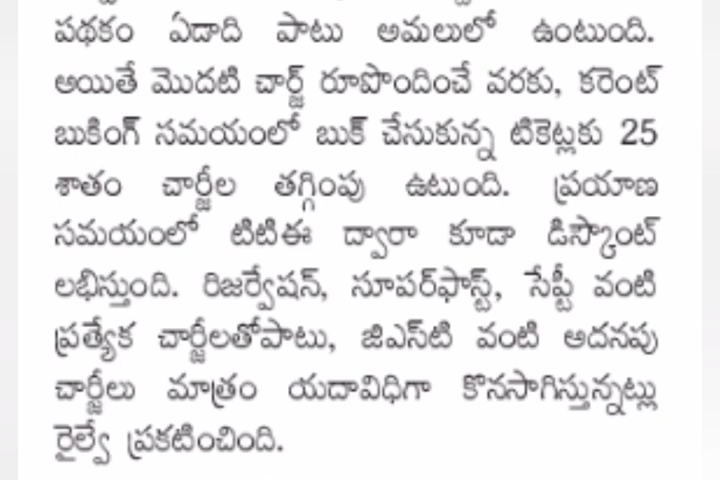 పథకం ఏడాది పాటు అమలులో ఉంటుంది.
అయితే మొదటి చార్జ్ రూపొందించే వరకు, కరెంట్
బుకింగ్ సమయంలో బుక్ చేసుకున్న టికెట్లకు 25
శాతం చార్జీల తగ్గింపు ఉటుంది. ప్రయాణ
సమయంలో టిటిఈ ద్వారా కూడా డిస్కౌంట్
లభిస్తుంది. రిజర్వేషన్, సూపర్‌ఫాస్ట్, సేప్టీ వంటి
ప్రత్యేక చార్జీలతోపాటు, జిఎస్‌టి వంటి అదనపు
చార్జీలు మాత్రం యదావిధిగా కొనసాగిస్తున్నట్లు
రైల్వే ప్రకటించింది.